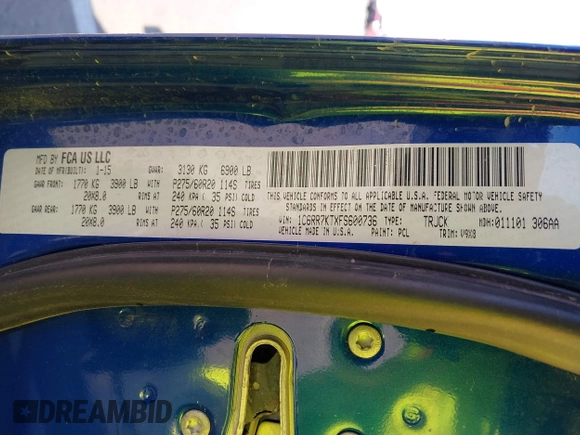 MFD BY FCA US LLC
DATE OF MFR(BUILT): 1-15 GVWR: 3130 KG 6900 LB
GAWR FRONT: 1770 KG 3900 LB WITH P275/60R20 114S TIRES
20X8.0 RIMS AT 240 KPA ( 35 PSI) COLD
GAWR REAR: 1770 KG 3900 LB WITH P275/60R20 114S TIRES
20X8.0 RIMS AT 240 KPA ( 35 PSI) COLD
THIS VEHICLE CONFORMS TO ALL APPLICABLE U.S.A. FEDERAL MOTOR VEHICLE SAFETY
STANDARDS IN EFFECT ON THE DATE OF MANUFACTURE SHOWN ABOVE.
VIN: 1C6RR7KTXFS600736 TYPE: TRUCK MDH: 011101 306AA
VEHICLE MADE IN U.S.A. PAINT: PCL TRIM: V9X8
DREAMBID